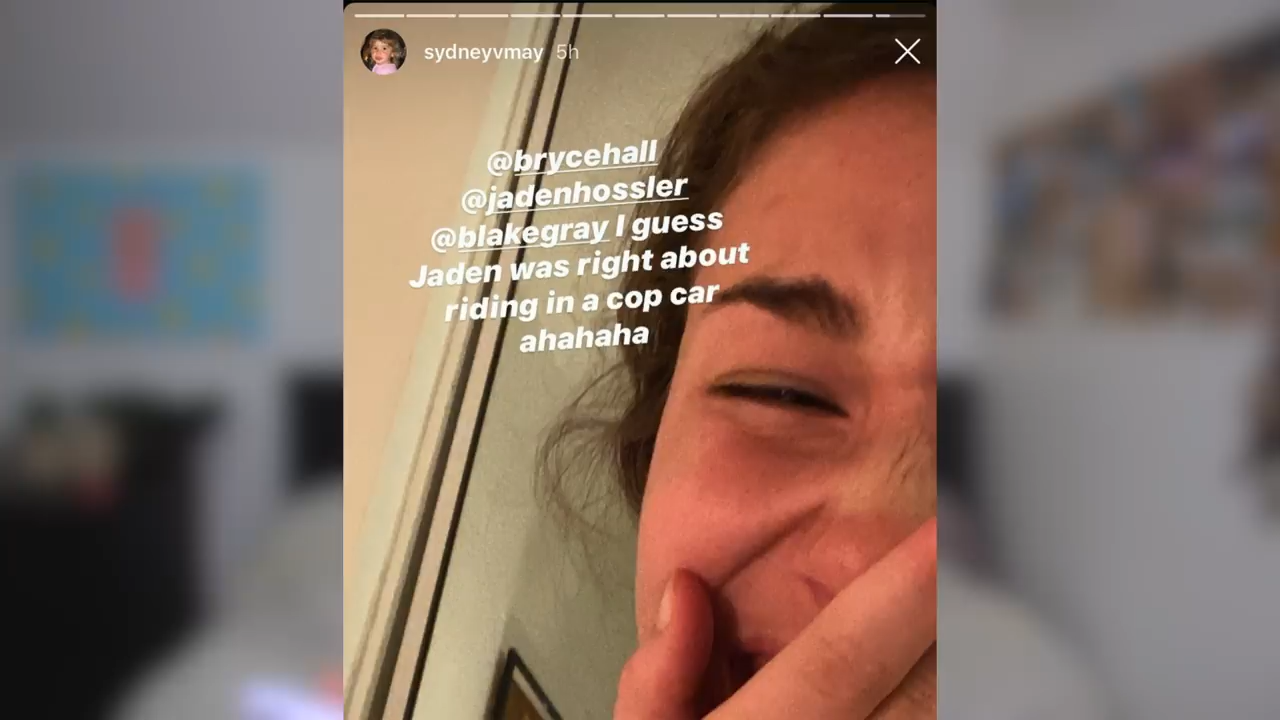 sydneyvmay 5h
@brycehall
@jadenhossler
@blakegray I guess
Jaden was right about
riding in a cop car
ahahaha